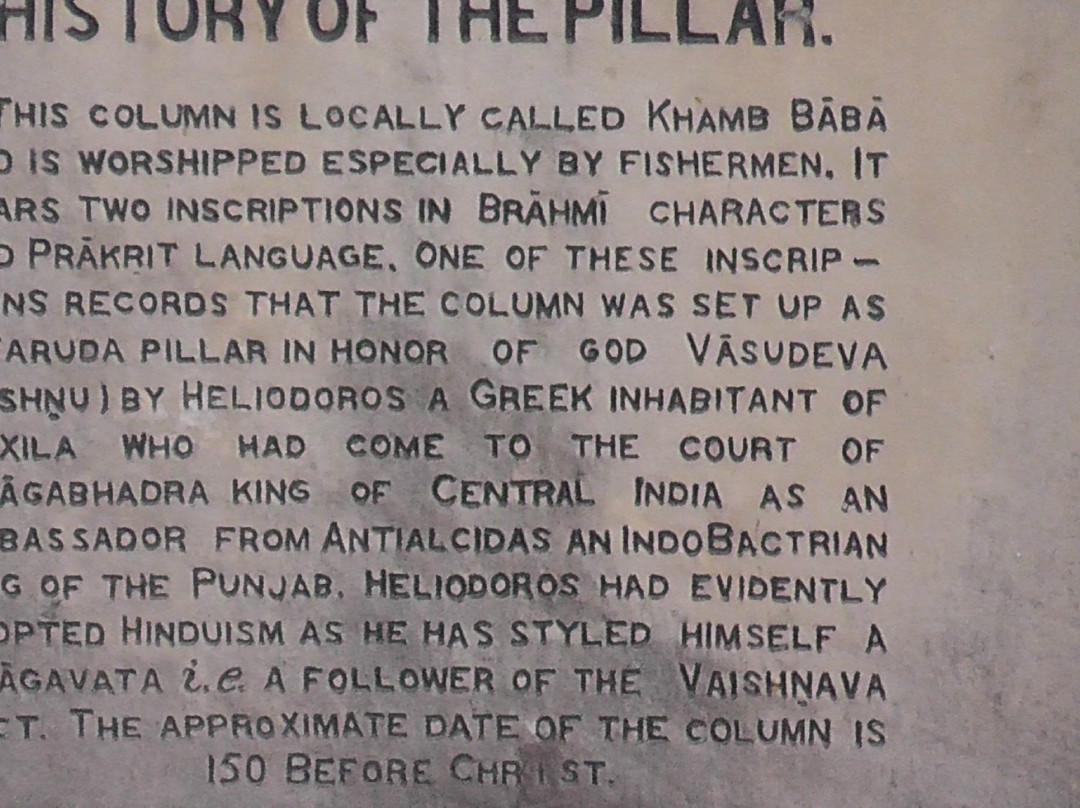 HISTORY OF THE PILLAR.
THIS COLUMN IS LOCALLY CALLED KHAMB BĀBĀ
D IS WORSHIPPED ESPECIALLY BY FISHERMEN. IT
ARS TWO INSCRIPTIONS IN BRĀHMĪ CHARACTERS
D PRĀKRIT LANGUAGE. ONE OF THESE INSCRIP—
NS RECORDS THAT THE COLUMN WAS SET UP AS
ARUDA PILLAR IN HONOR OF GOD VĀSUDEVA
SHṆU) BY HELIODOROS A GREEK INHABITANT OF
XILA WHO HAD COME TO THE COURT OF
ĀGABHADRA KING OF CENTRAL INDIA AS AN
BASSADOR FROM ANTIALCIDAS AN INDOBACTRIAN
G OF THE PUNJAB. HELIODOROS HAD EVIDENTLY
OPTED HINDUISM AS HE HAS STYLED HIMSELF A
ĀGAVATA i.e. A FOLLOWER OF THE VAISHṆAVA
CT. THE APPROXIMATE DATE OF THE COLUMN IS
150 BEFORE CHRIST.